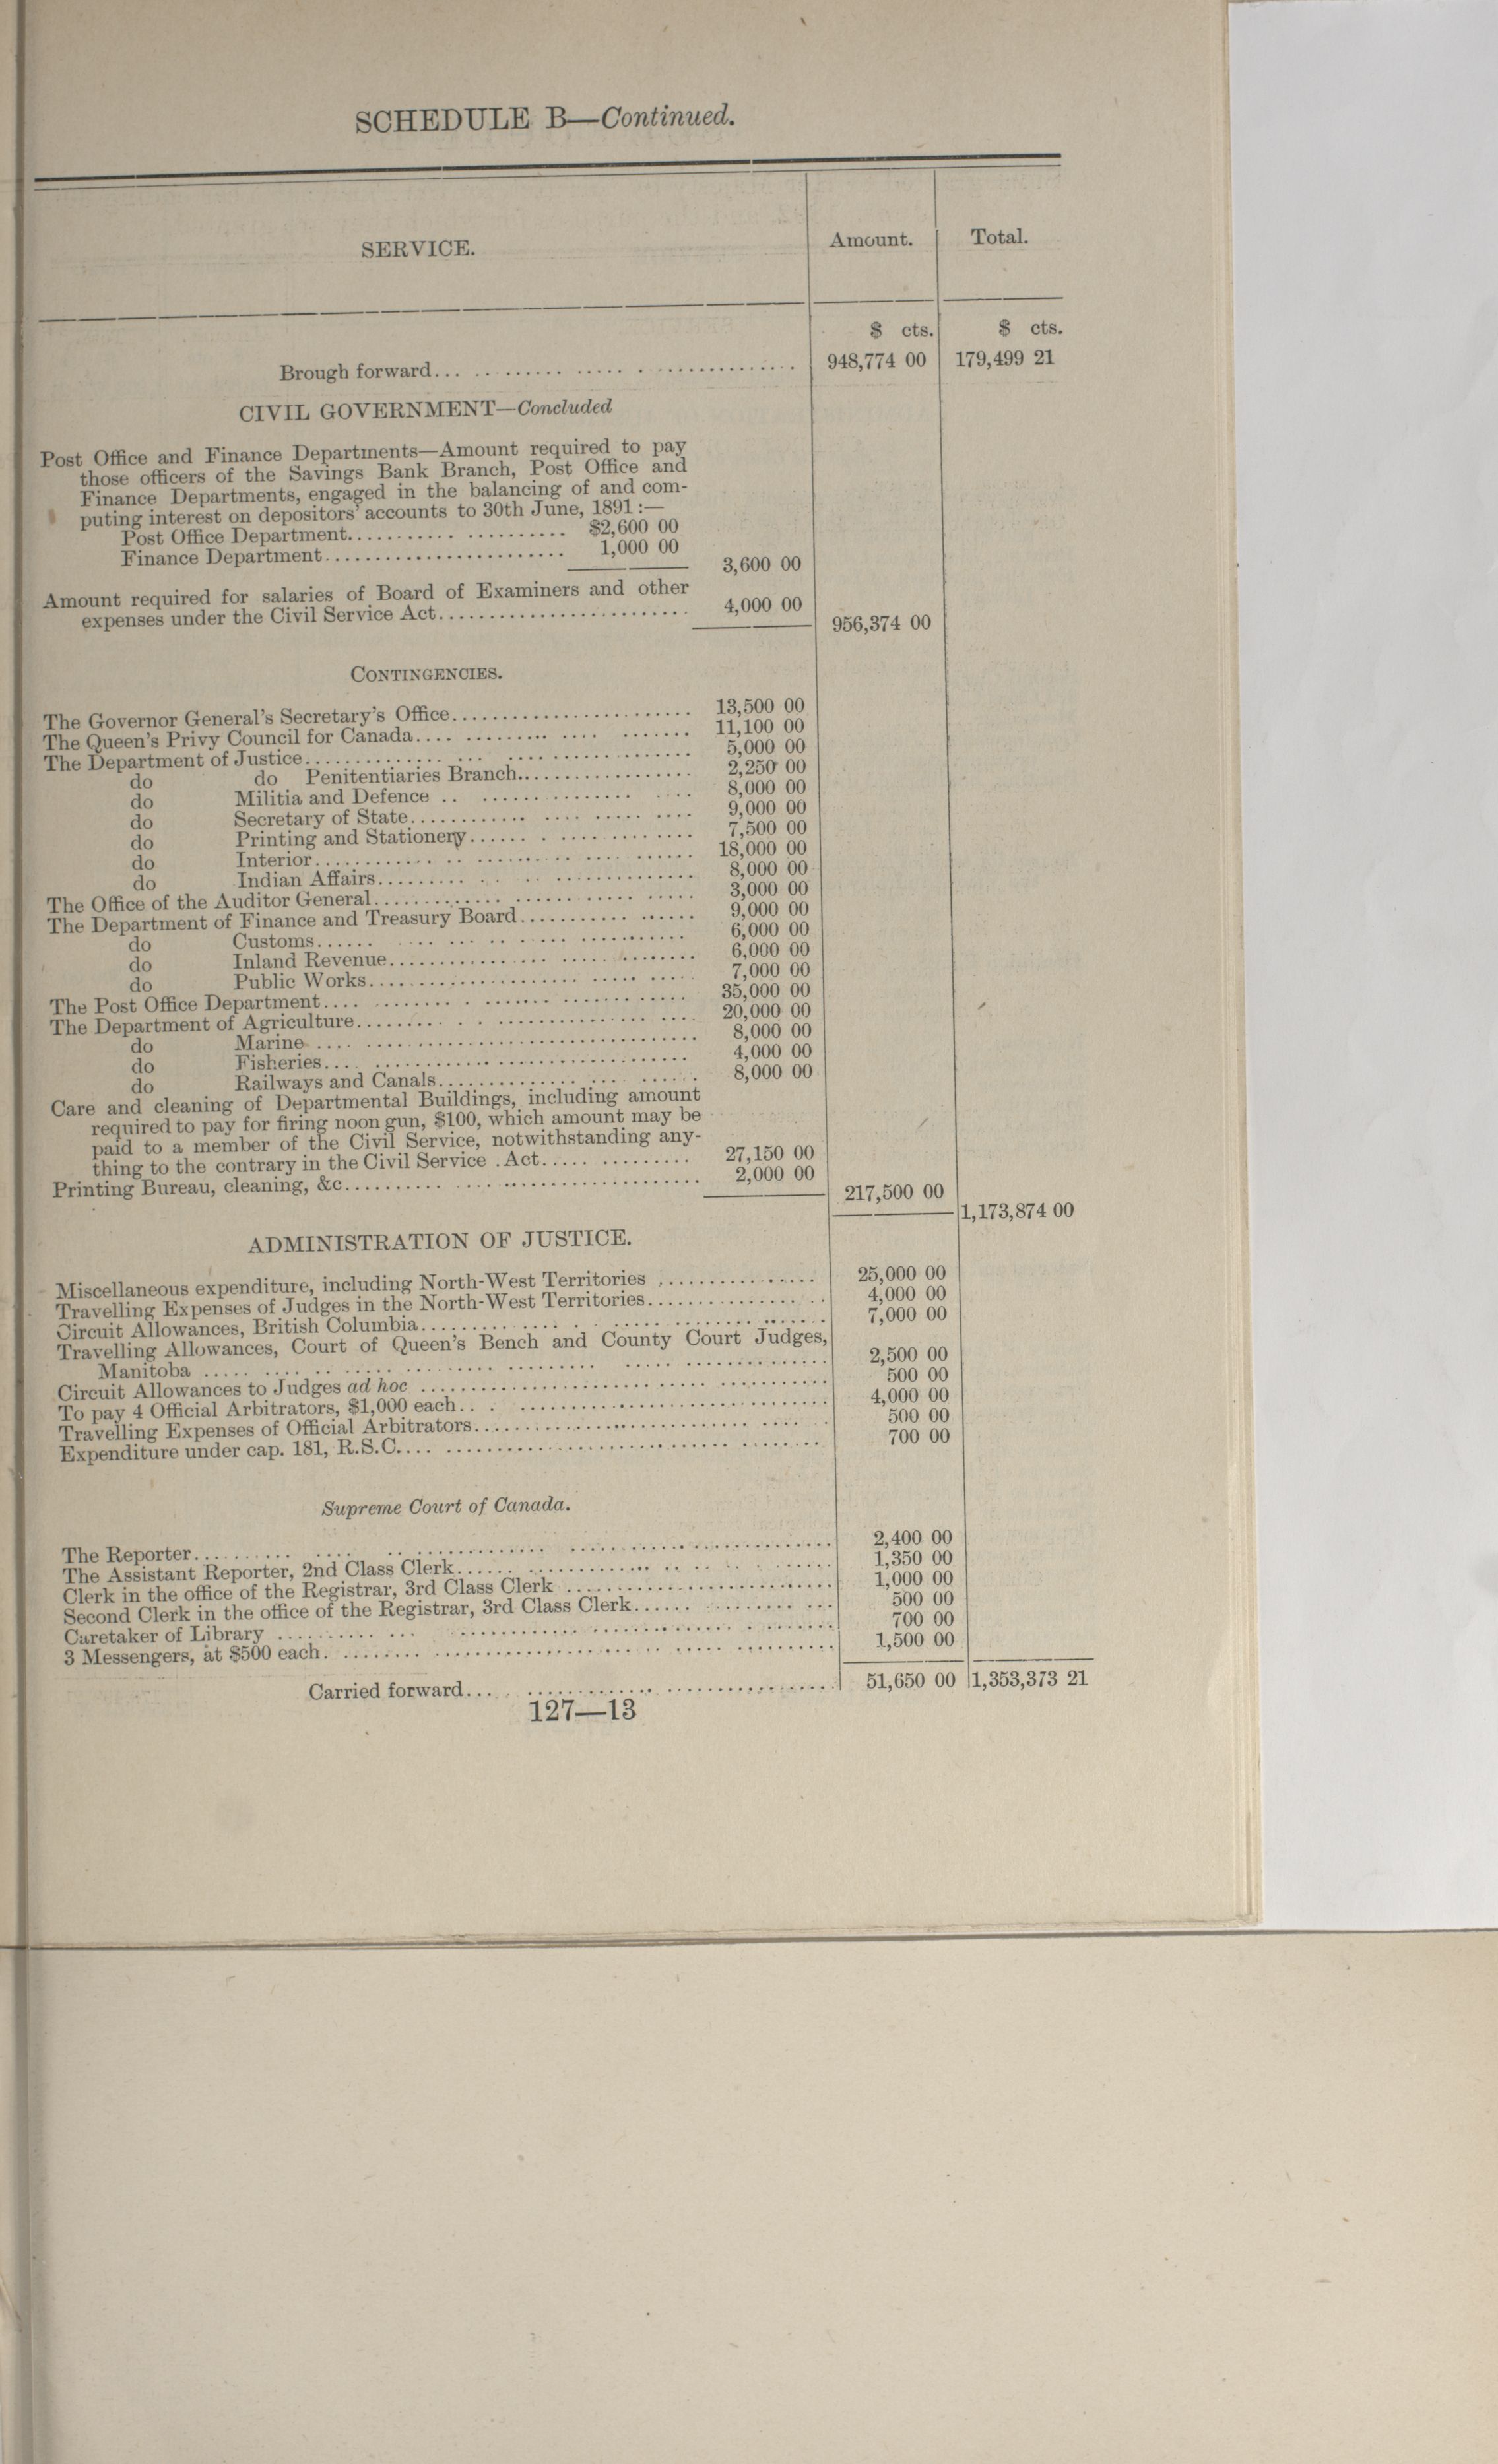 SCHEDULE B—Continued.
SERVICE. Amount. Total.
$ cts. $ cts.
Brough forward... 948,774 00 179,499 21
CIVIL GOVERNMENT—Concluded
Post Office and Finance Departments—Amount required to pay
those officers of the Savings Bank Branch, Post Office and
Finance Departments, engaged in the balancing of and com-
puting interest on depositors' accounts to 30th June, 1891:—
Post Office Department... $2,600 00
Finance Department... 1,000 00
3,600 00
Amount required for salaries of Board of Examiners and other
expenses under the Civil Service Act... 4,000 00
956,374 00
CONTINGENCIES.
The Governor General's Secretary's Office... 13,500 00
The Queen's Privy Council for Canada... 11,100 00
The Department of Justice... 5,000 00
do do Penitentiaries Branch... 2,250 00
do Militia and Defence ... 8,000 00
do Secretary of State... 9,000 00
do Printing and Stationery... 7,500 00
do Interior... 18,000 00
do Indian Affairs... 8,000 00
The Office of the Auditor General... 3,000 00
The Department of Finance and Treasury Board... 9,000 00
do Customs... 6,000 00
do Inland Revenue... 6,000 00
do Public Works... 7,000 00
The Post Office Department... 35,000 00
The Department of Agriculture... 20,000 00
do Marine ... 8,000 00
do Fisheries... 4,000 00
do Railways and Canals... 8,000 00
Care and cleaning of Departmental Buildings, including amount
required to pay for firing noon gun, $100, which amount may be
paid to a member of the Civil Service, notwithstanding any-
thing to the contrary in the Civil Service . Act... 27,150 00
Printing Bureau, cleaning, &c... 2,000 00
217,500 00
1,173,874 00
ADMINISTRATION OF JUSTICE.
Miscellaneous expenditure, including North-West Territories ... 25,000 00
Travelling Expenses of Judges in the North-West Territories... 4,000 00
Circuit Allowances, British Columbia... 7,000 00
Travelling Allowances, Court of Queen's Bench and County Court Judges,
Manitoba ... 2,500 00
Circuit Allowances to Judges ad hoc ... 500 00
To pay 4 Official Arbitrators, $1,000 each... 4,000 00
Travelling Expenses of Official Arbitrators... 500 00
Expenditure under cap. 181, R.S.C... 700 00
Supreme Court of Canada.
The Reporter... 2,400 00
The Assistant Reporter, 2nd Class Clerk... 1,350 00
Clerk in the office of the Registrar, 3rd Class Clerk ... 1,000 00
Second Clerk in the office of the Registrar, 3rd Class Clerk... 500 00
Caretaker of Library ... 700 00
3 Messengers, at $500 each... 1,500 00
Carried forward... 51,650 00 1,353,373 21
127—13